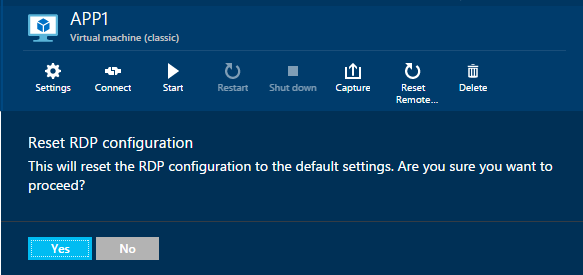 APP1
Virtual machine (classic)
Settings
Connect
Start
Restart
Shut down
Capture
Reset
Remote...
Delete
Reset RDP configuration
This will reset the RDP configuration to the default settings. Are you sure you want to
proceed?
Yes
No